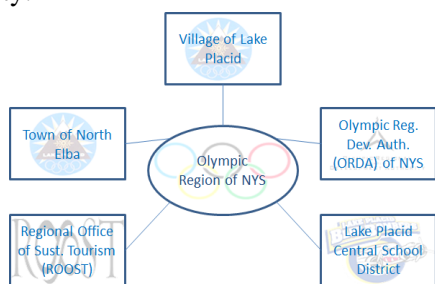 Village of Lake
Placid
Town of North
Elba
Olympic Reg.
Dev. Auth.
(ORDA) of NYS
Olympic
Region of NYS
Regional Office
of Sust. Tourism
(ROOST)
ROOST
Lake Placid
Central School
District